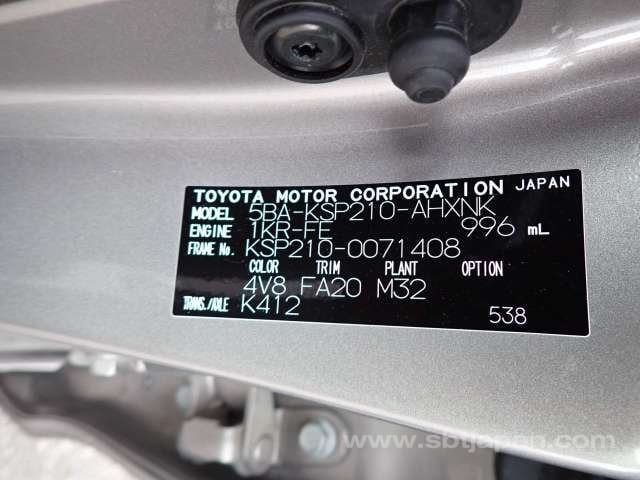 TOYOTA MOTOR CORPORATION JAPAN
MODEL 5BA-KSP210-AHXNK
ENGINE 1KR-FE 996 mL
FRAME No. KSP210-0071408
COLOR TRIM PLANT OPTION
4V8 FA20 M32
TRANS./AXLE K412
538
www.sbtjapan.com